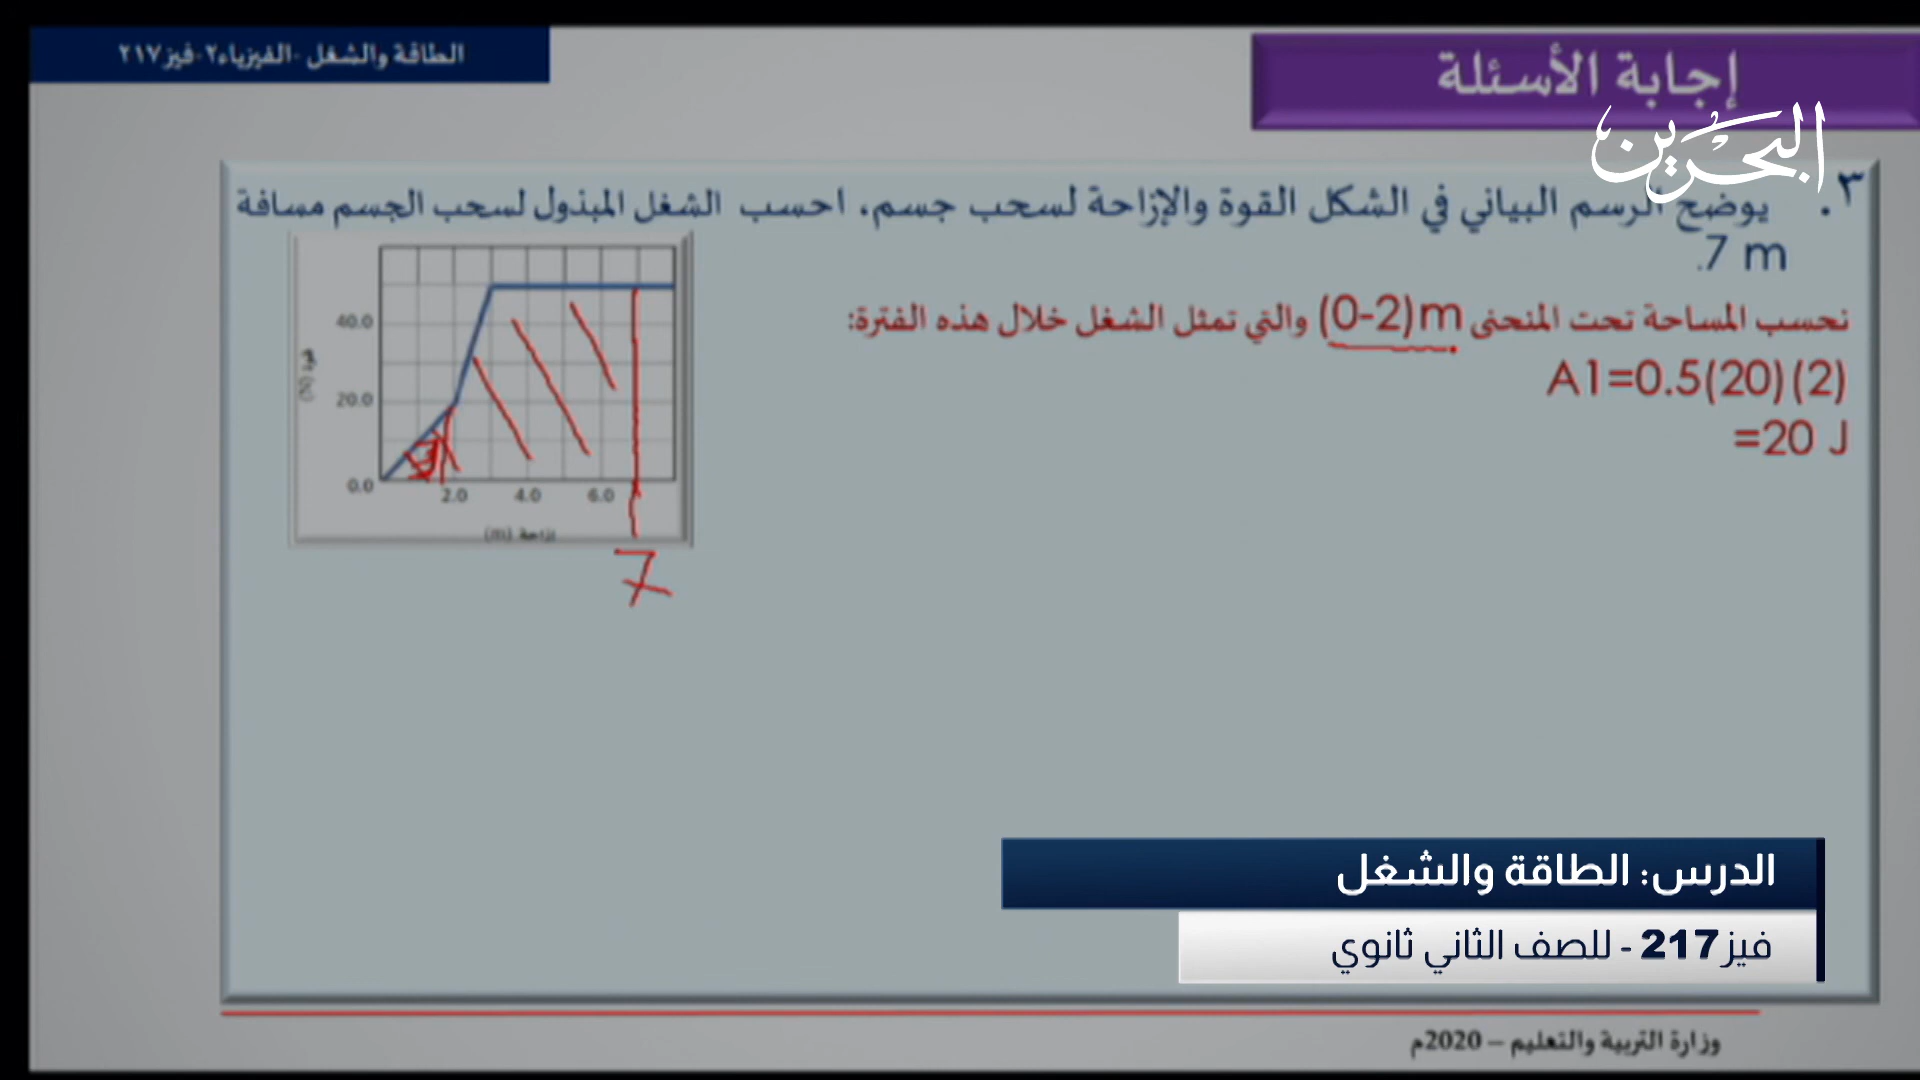 الطاقة والشغل -الفيزياء٢-فيز٢١٧
إجابة الأسئلة
البحرين
٣. يوضح الرسم البياني في الشكل القوة والإزاحة لسحب جسم. احسب الشغل المبذول لسحب الجسم مسافة
7 m.
نحسب المساحة تحت المنحنى (0-2)m والتي تمثل الشغل خلال هذه الفترة:
A1=0.5(20)(2)
=20 J
40.0
20.0
0.0
قوة (N)
2.0 4.0 6.0
إزاحة (m)
7
الدرس: الطاقة والشغل
فيز217 - للصف الثاني ثانوي
وزارة التربية والتعليم – 2020م